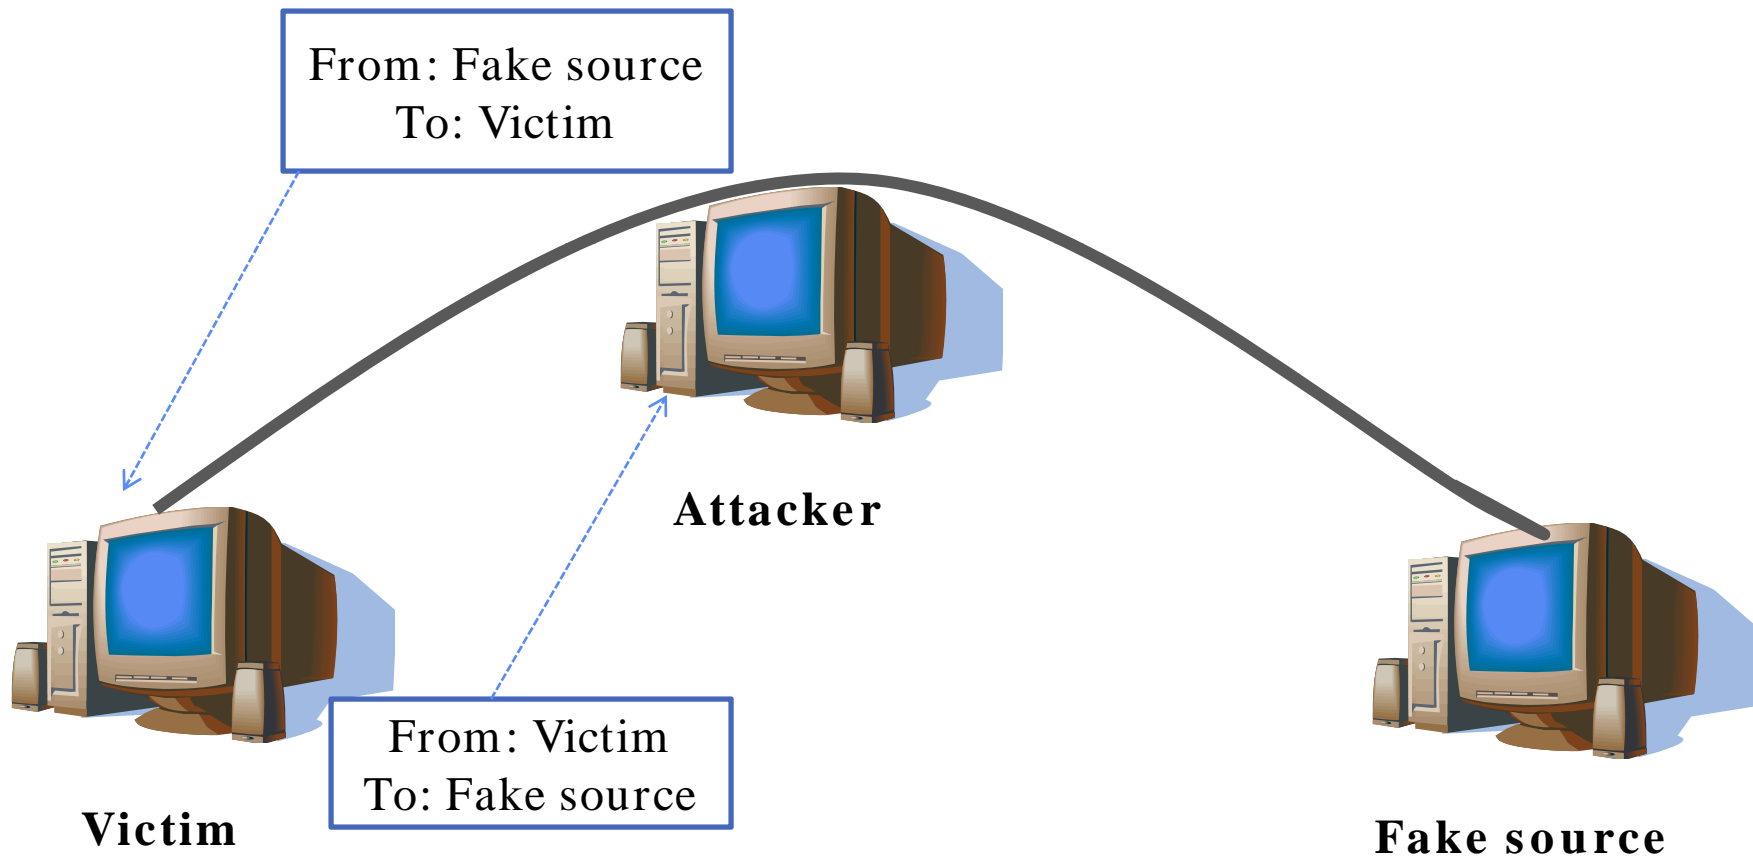 From: Fake source
To: Victim
Attacker
From: Victim
To: Fake source
Victim
Fake source